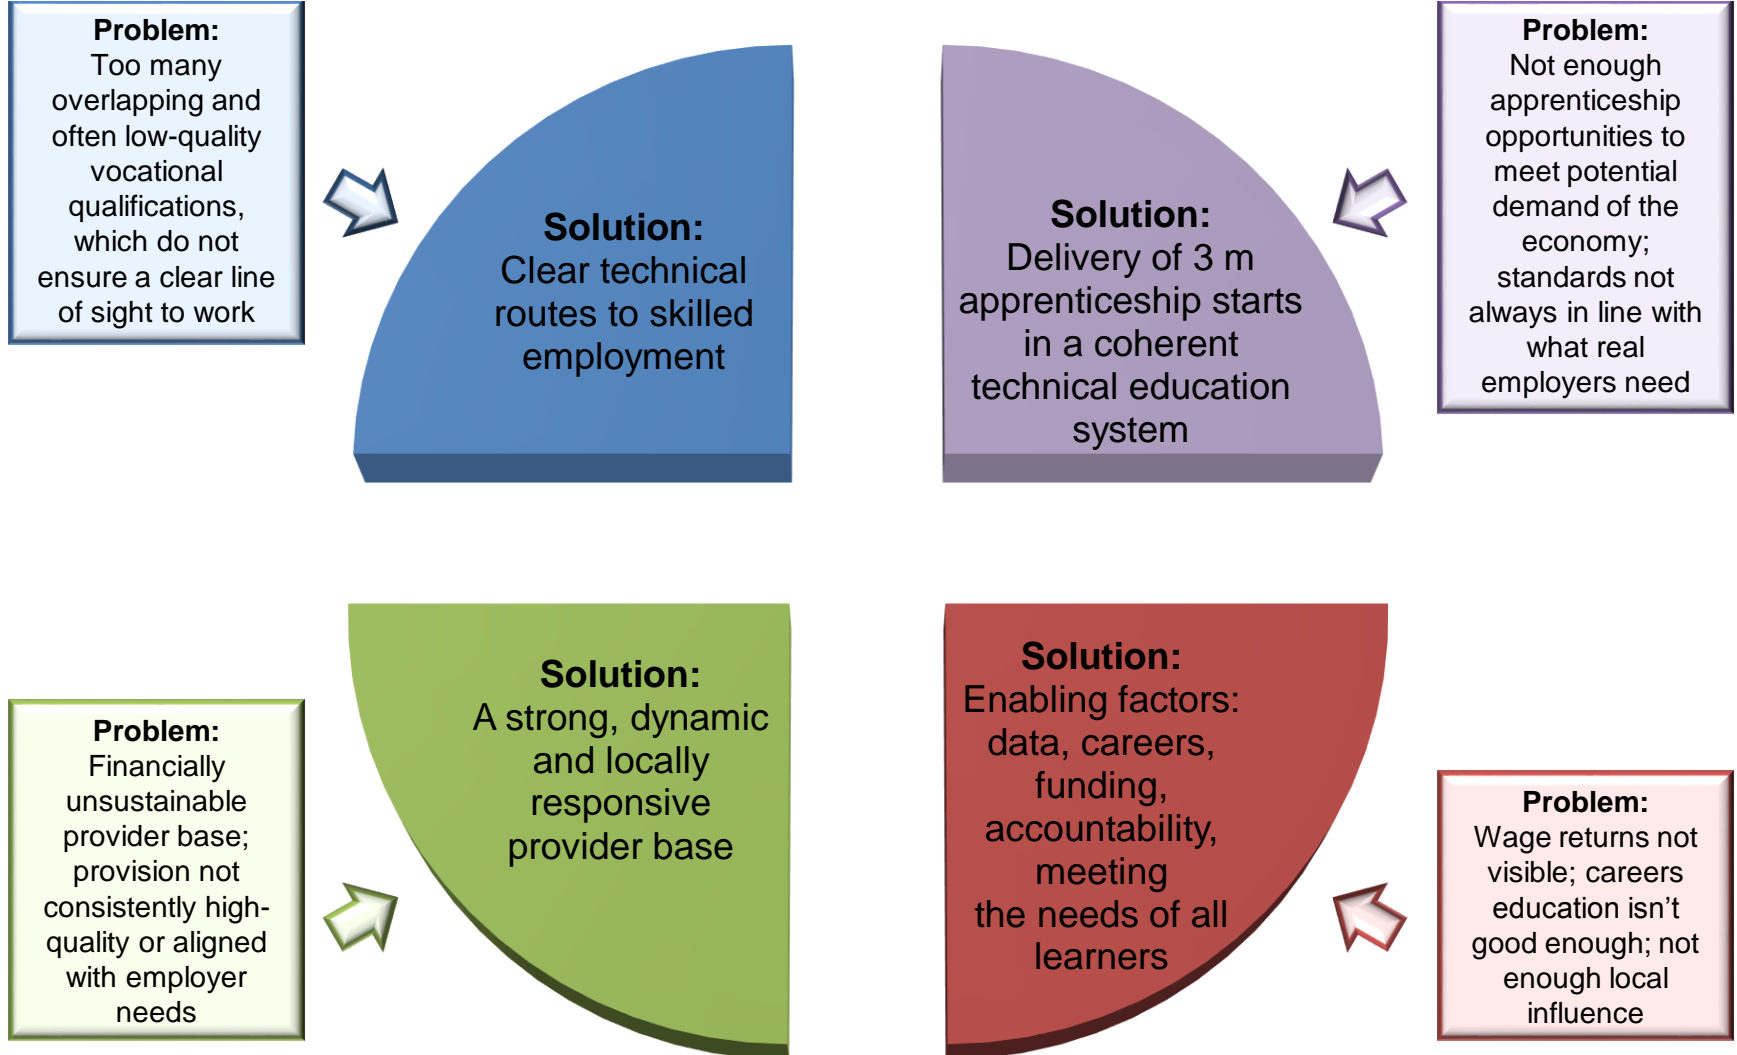 Problem:
Too many
overlapping and
often low-quality
vocational
qualifications,
which do not
ensure a clear line
of sight to work
Solution:
Clear technical
routes to skilled
employment
Solution:
Delivery of 3 m
apprenticeship starts
in a coherent
technical education
system
Problem:
Not enough
apprenticeship
opportunities to
meet potential
demand of the
economy;
standards not
always in line with
what real
employers need
Problem:
Financially
unsustainable
provider base;
provision not
consistently high-
quality or aligned
with employer
needs
Solution:
A strong, dynamic
and locally
responsive
provider base
Solution:
Enabling factors:
data, careers,
funding,
accountability,
meeting
the needs of all
learners
Problem:
Wage returns not
visible; careers
education isn’t
good enough; not
enough local
influence